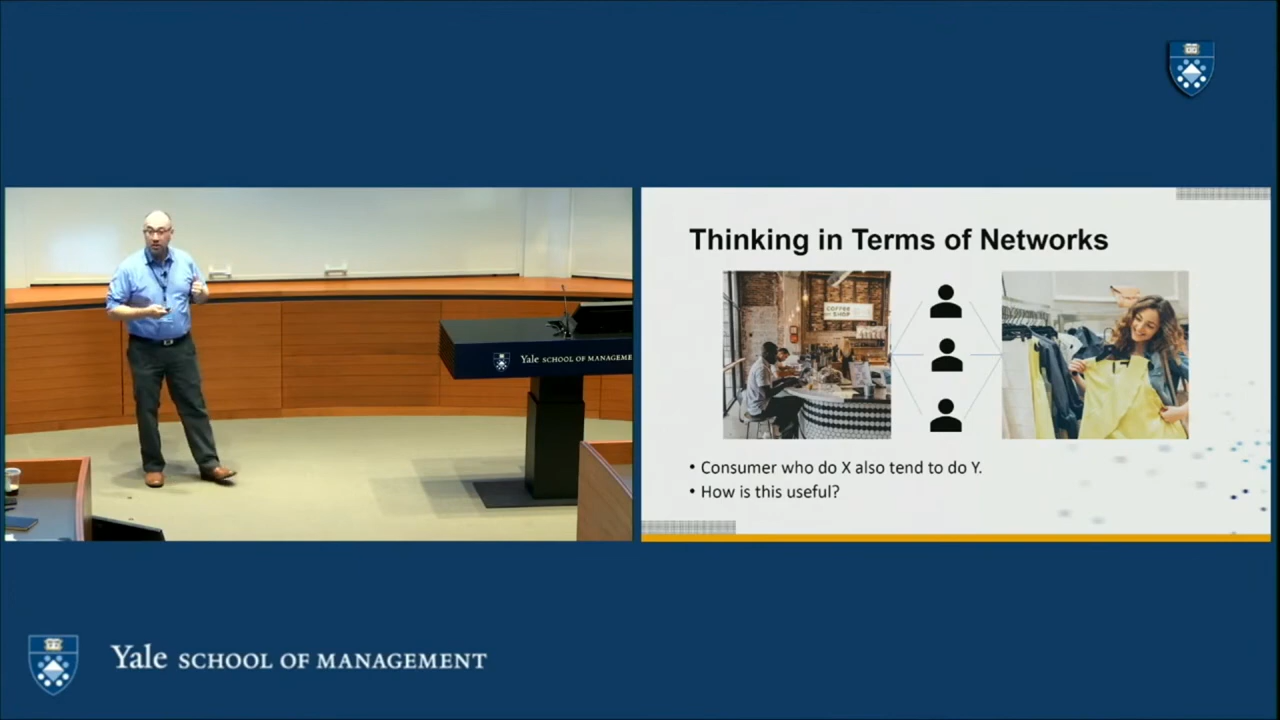 Yale SCHOOL OF MANAGEME
Thinking in Terms of Networks
COFFEE
SHOP
• Consumer who do X also tend to do Y.
• How is this useful?
Yale SCHOOL OF MANAGEMENT